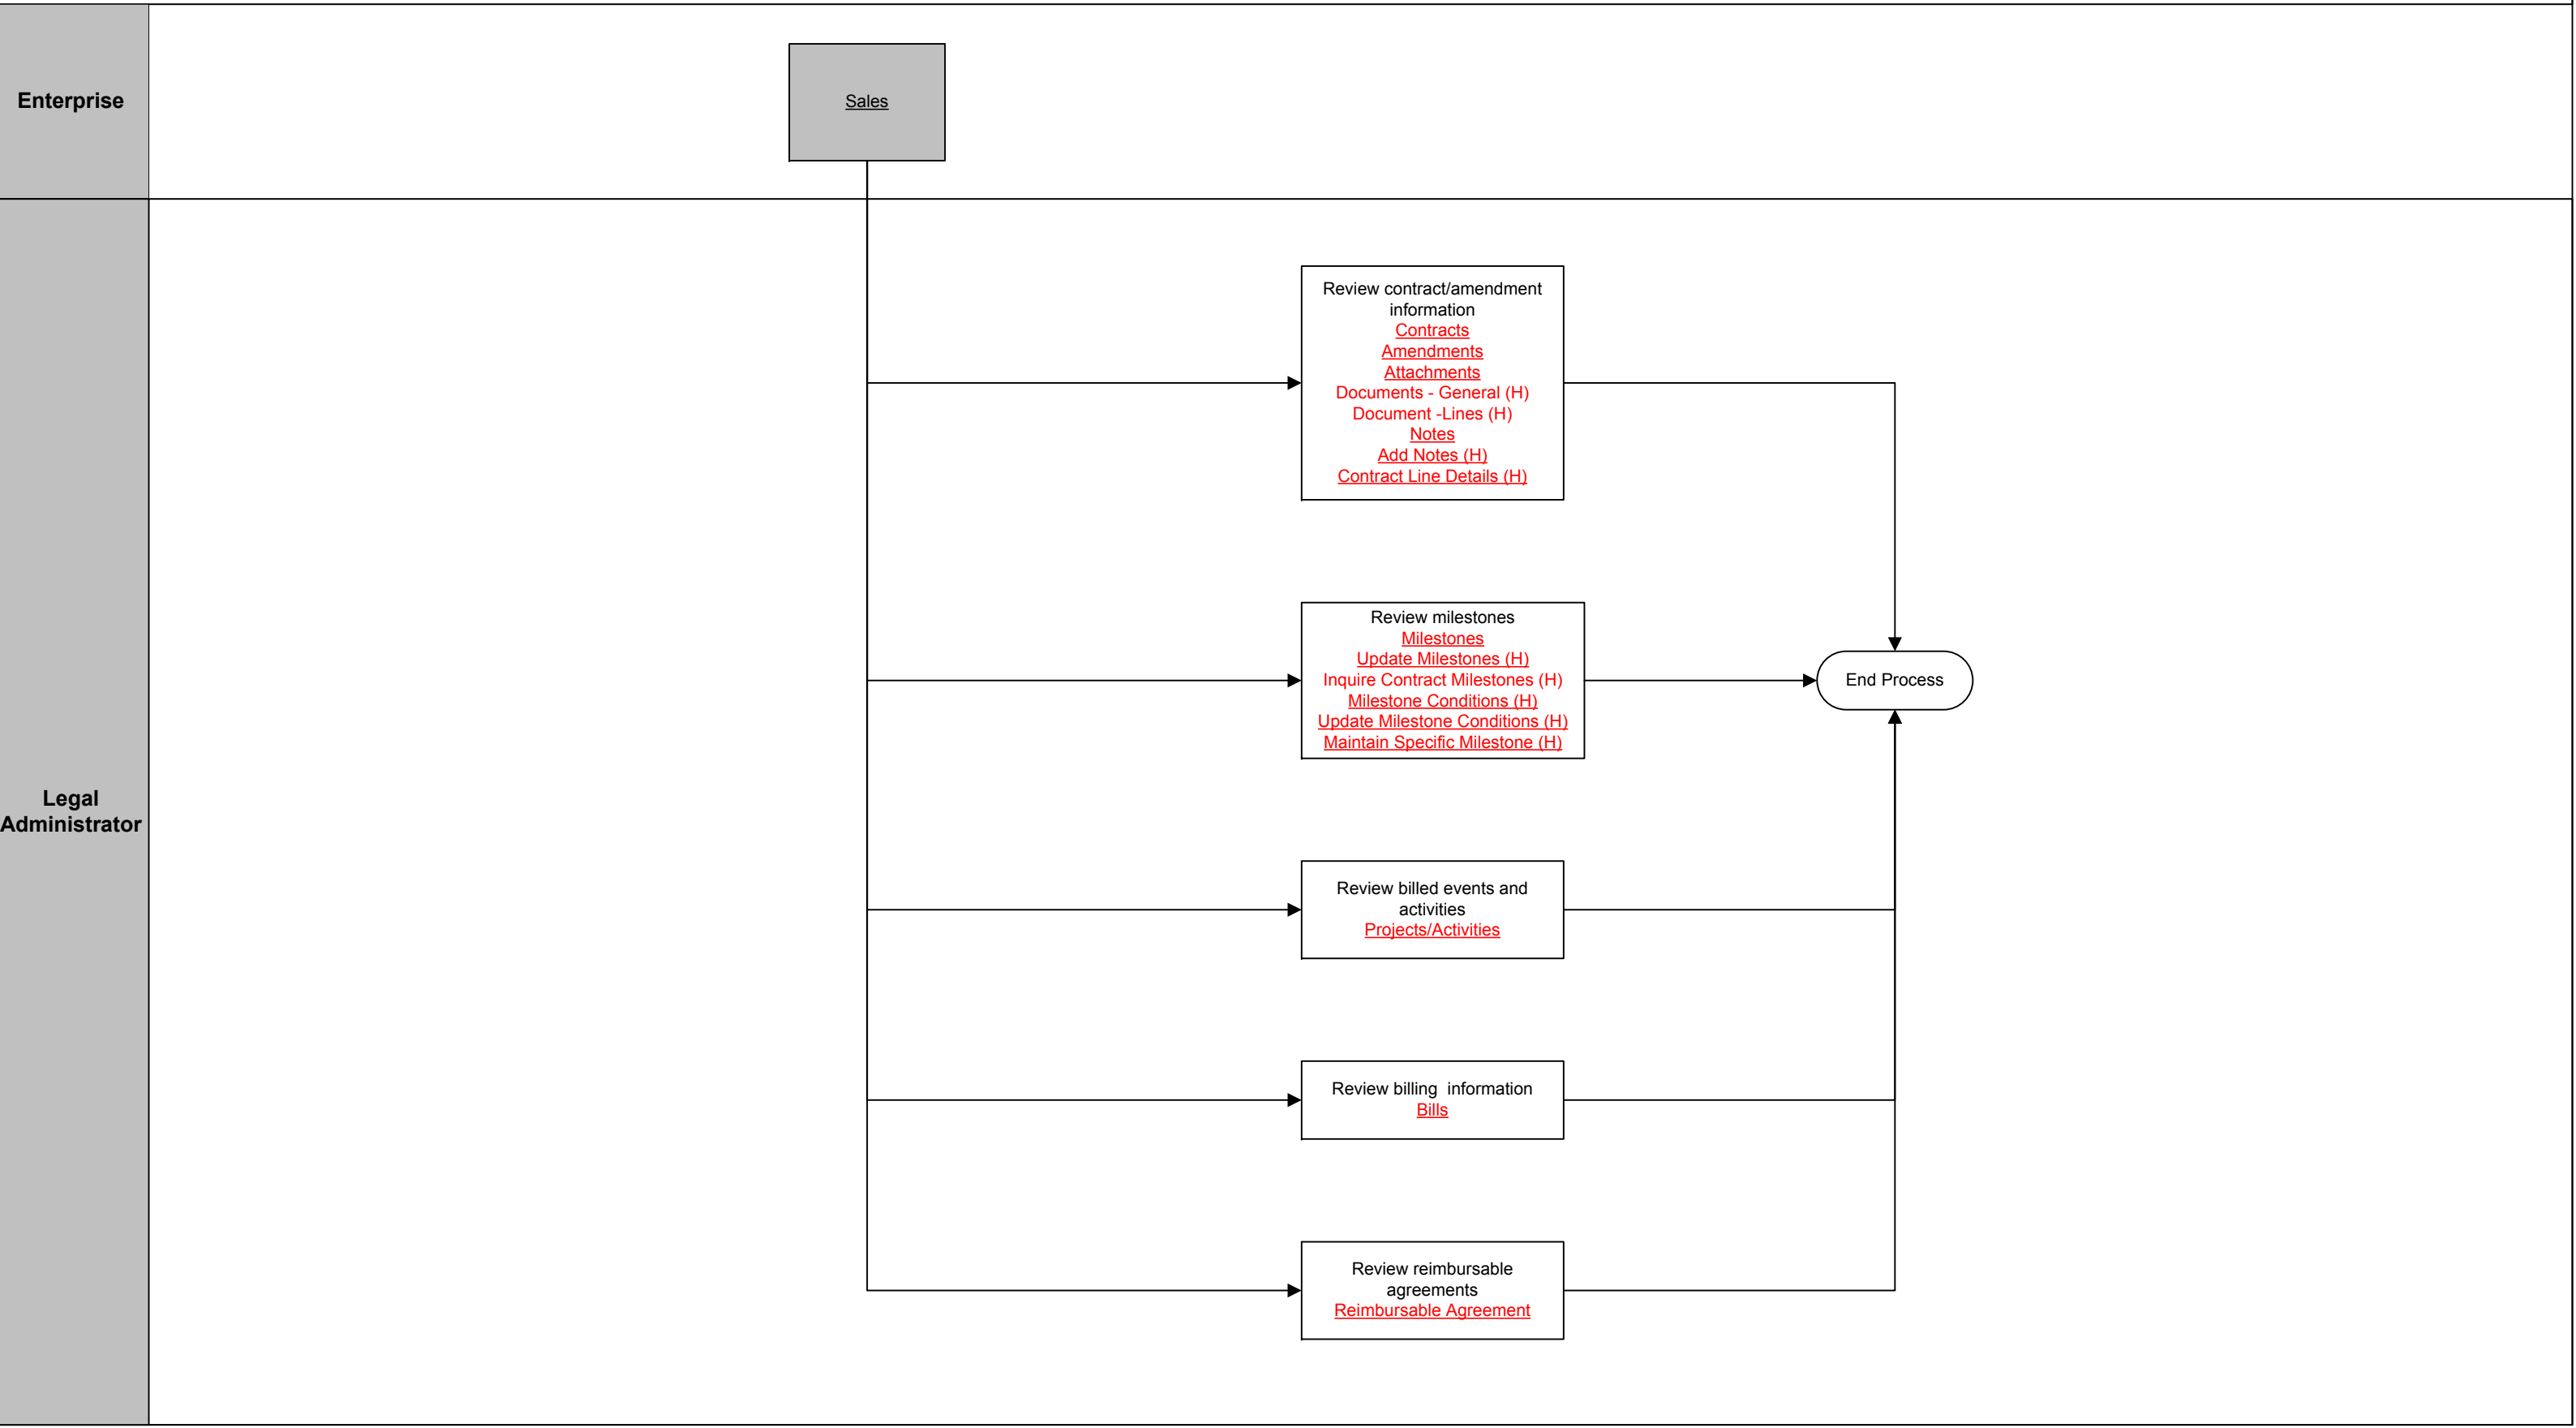 Enterprise
Sales
Legal
Administrator
Review contract/amendment
information
Contracts
Amendments
Attachments
Documents - General (H)
Document -Lines (H)
Notes
Add Notes (H)
Contract Line Details (H)
Review milestones
Milestones
Update Milestones (H)
Inquire Contract Milestones (H)
Milestone Conditions (H)
Update Milestone Conditions (H)
Maintain Specific Milestone (H)
End Process
Review billed events and
activities
Projects/Activities
Review billing  information
Bills
Review reimbursable
agreements
Reimbursable Agreement